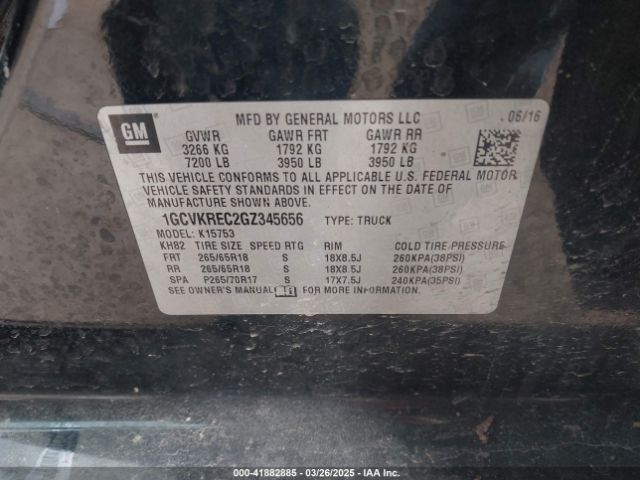 GM
MFD BY GENERAL MOTORS LLC 06/16
GVWR GAWR FRT GAWR RR
3266 KG 1792 KG 1792 KG
7200 LB 3950 LB 3950 LB
THIS VEHICLE CONFORMS TO ALL APPLICABLE U.S. FEDERAL MOTOR
VEHICLE SAFETY STANDARDS IN EFFECT ON THE DATE OF
MANUFACTURE SHOWN ABOVE.
1GCVKREC2GZ345656 TYPE: TRUCK
MODEL: K15753
KH82 TIRE SIZE SPEED RTG RIM COLD TIRE PRESSURE
FRT 265/65R18 S 18X8.5J 260KPA(38PSI)
RR 265/65R18 S 18X8.5J 260KPA(38PSI)
SPA P265/70R17 S 17X7.5J 240KPA(35PSI)
SEE OWNER'S MANUAL FOR MORE INFORMATION.
000-41882885 - 03/26/2025 - IAA Inc.